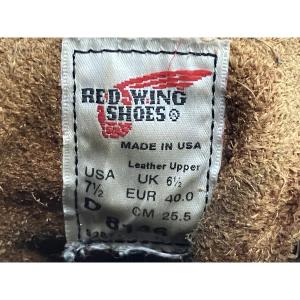 RED WING
SHOES®
MADE IN USA
Leather Upper
USA UK 6½
7½ EUR 40.0
D CM 25.5